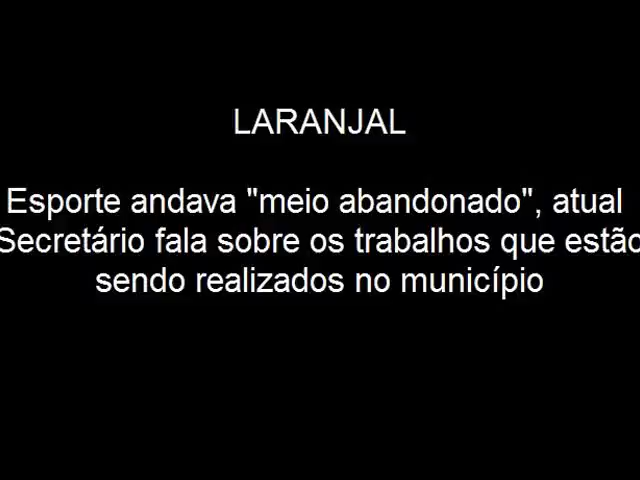 LARANJAL
Esporte andava "meio abandonado", atual
Secretário fala sobre os trabalhos que estão
sendo realizados no município